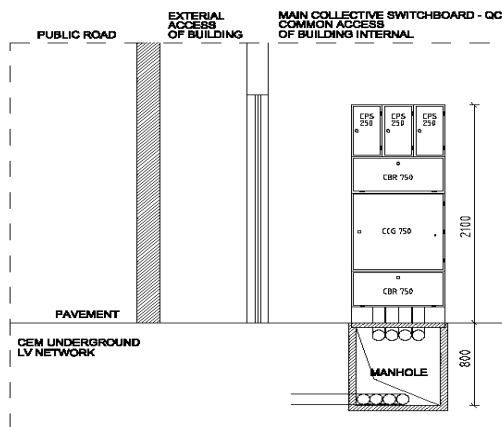 PUBLIC ROAD
EXTERIAL
ACCESS
OF BUILDING
MAIN COLLECTIVE SWITCHBOARD - QC
COMMON ACCESS
OF BUILDING INTERNAL
CPS
250
CPS
250
CPS
250
CBR 750
CCG 750
CBR 750
2100
PAVEMENT
CEM UNDERGROUND
LV NETWORK
MANHOLE
800